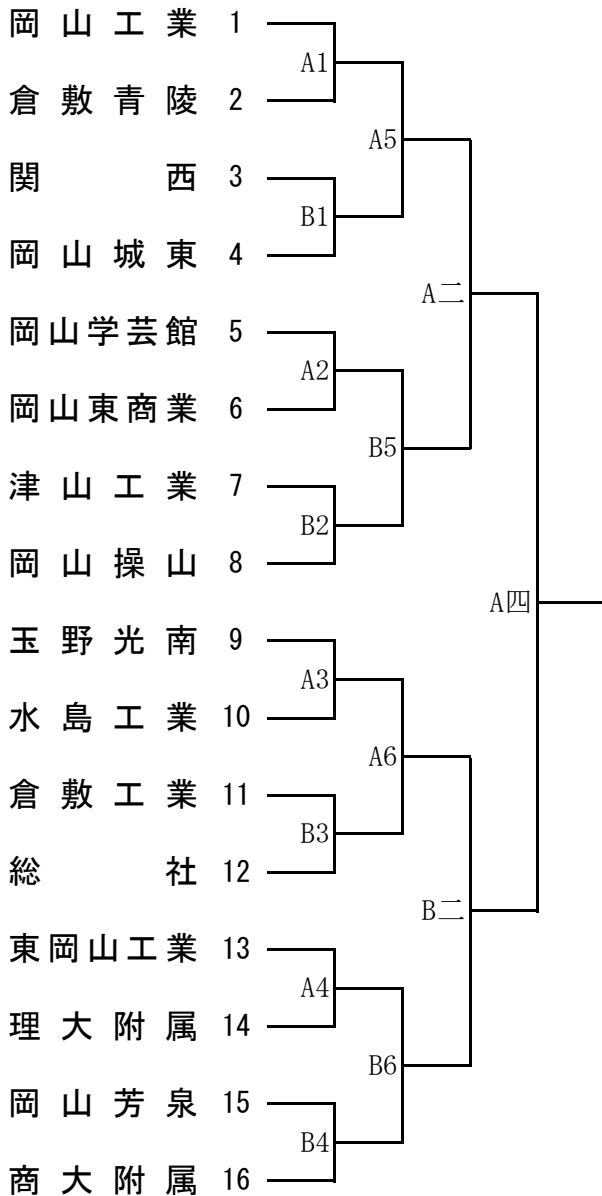 岡山工業 1
A1
倉敷青陵 2
A5
関西 3
B1
岡山城東 4
A二
岡山学芸館 5
A2
岡山東商業 6
B5
津山工業 7
B2
岡山操山 8
A四
玉野光南 9
A3
水島工業 10
A6
倉敷工業 11
B3
総社 12
B二
東岡山工業 13
A4
理大附属 14
B6
岡山芳泉 15
B4
商大附属 16